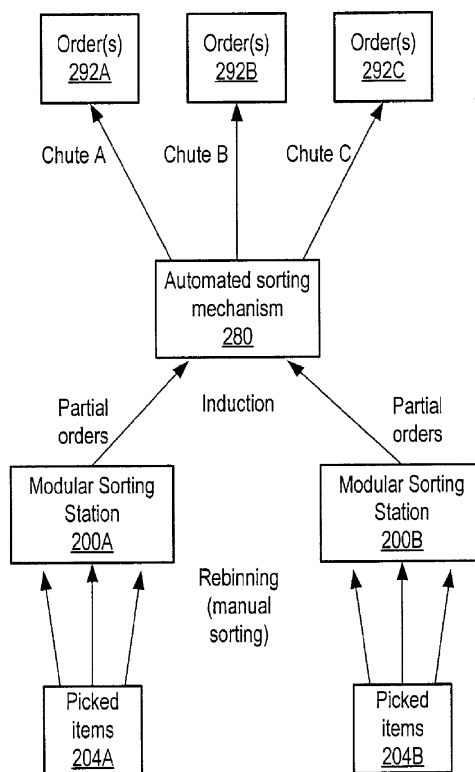 Order(s)
292A
Order(s)
292B
Order(s)
292C
Chute A
Chute B
Chute C
Automated sorting
mechanism
280
Partial
orders
Induction
Partial
orders
Modular Sorting
Station
200A
Modular Sorting
Station
200B
Rebinning
(manual
sorting)
Picked
items
204A
Picked
items
204B